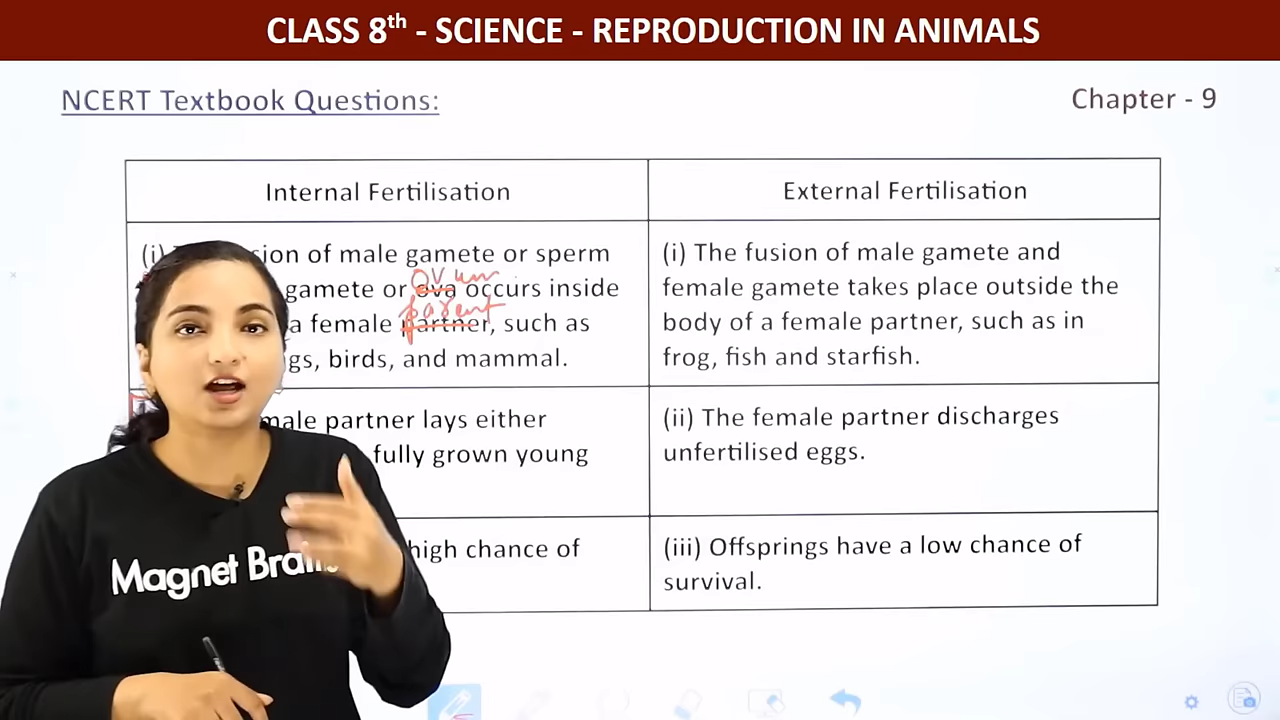 CLASS 8th - SCIENCE - REPRODUCTION IN ANIMALS
NCERT Textbook Questions:
Chapter - 9
Internal Fertilisation
External Fertilisation
(i) sion of male gamete or sperm
ovum
gamete or ova occurs inside
parent
a female partner, such as
gs, birds, and mammal.
(i) The fusion of male gamete and
female gamete takes place outside the
body of a female partner, such as in
frog, fish and starfish.
male partner lays either
fully grown young
(ii) The female partner discharges
unfertilised eggs.
high chance of
(iii) Offsprings have a low chance of
survival.
Magnet Brains